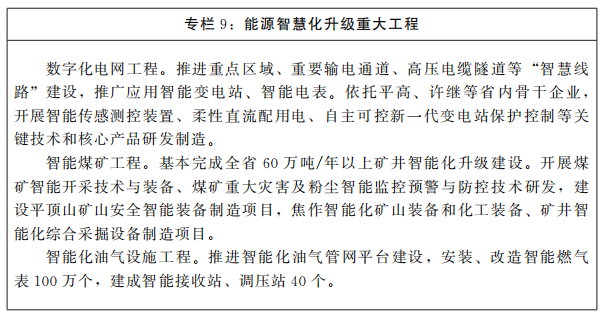 专栏 9：能源智慧化升级重大工程
数字化电网工程。推进重点区域、重要输电通道、高压电缆隧道等“智慧线
路”建设，推广应用智能变电站、智能电表。依托平高、许继等省内骨干企业，
开展智能传感测控装置、柔性直流配用电、自主可控新一代变电站保护控制等关
键技术和核心产品研发制造。
智能煤矿工程。基本完成全省 60 万吨/年以上矿井智能化升级建设。开展煤
矿智能开采技术与装备、煤矿重大灾害及粉尘智能监控预警与防控技术研发，建
设平顶山矿山安全智能装备制造项目，焦作智能化矿山装备和化工装备、矿井智
能化综合采掘设备制造项目。
智能化油气设施工程。推进智能化油气管网平台建设，安装、改造智能燃气
表 100 万个，建成智能接收站、调压站 40 个。